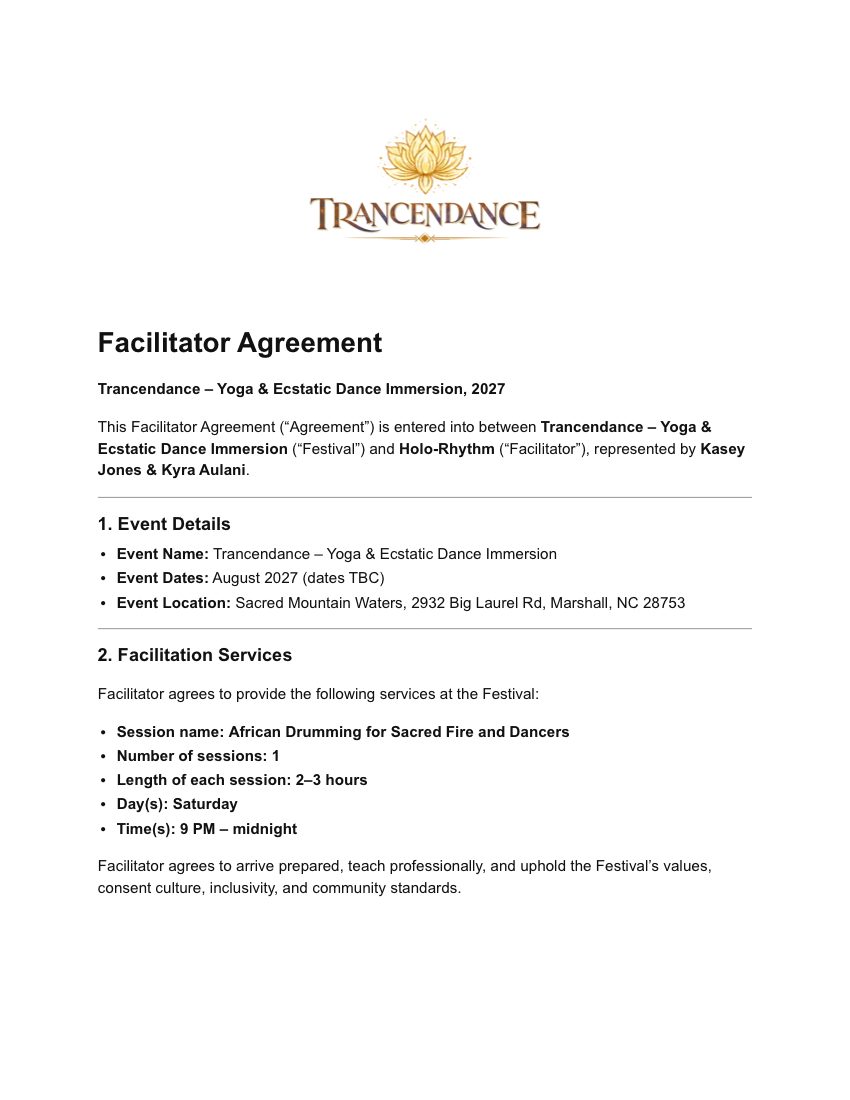 TRANCENDANCE
Facilitator Agreement
Trancendance – Yoga & Ecstatic Dance Immersion, 2027
This Facilitator Agreement (“Agreement”) is entered into between Trancendance – Yoga &
Ecstatic Dance Immersion (“Festival”) and Holo-Rhythm (“Facilitator”), represented by Kasey
Jones & Kyra Aulani.
1. Event Details
• Event Name: Trancendance – Yoga & Ecstatic Dance Immersion
• Event Dates: August 2027 (dates TBC)
• Event Location: Sacred Mountain Waters, 2932 Big Laurel Rd, Marshall, NC 28753
2. Facilitation Services
Facilitator agrees to provide the following services at the Festival:
• Session name: African Drumming for Sacred Fire and Dancers
• Number of sessions: 1
• Length of each session: 2–3 hours
• Day(s): Saturday
• Time(s): 9 PM – midnight
Facilitator agrees to arrive prepared, teach professionally, and uphold the Festival’s values,
consent culture, inclusivity, and community standards.